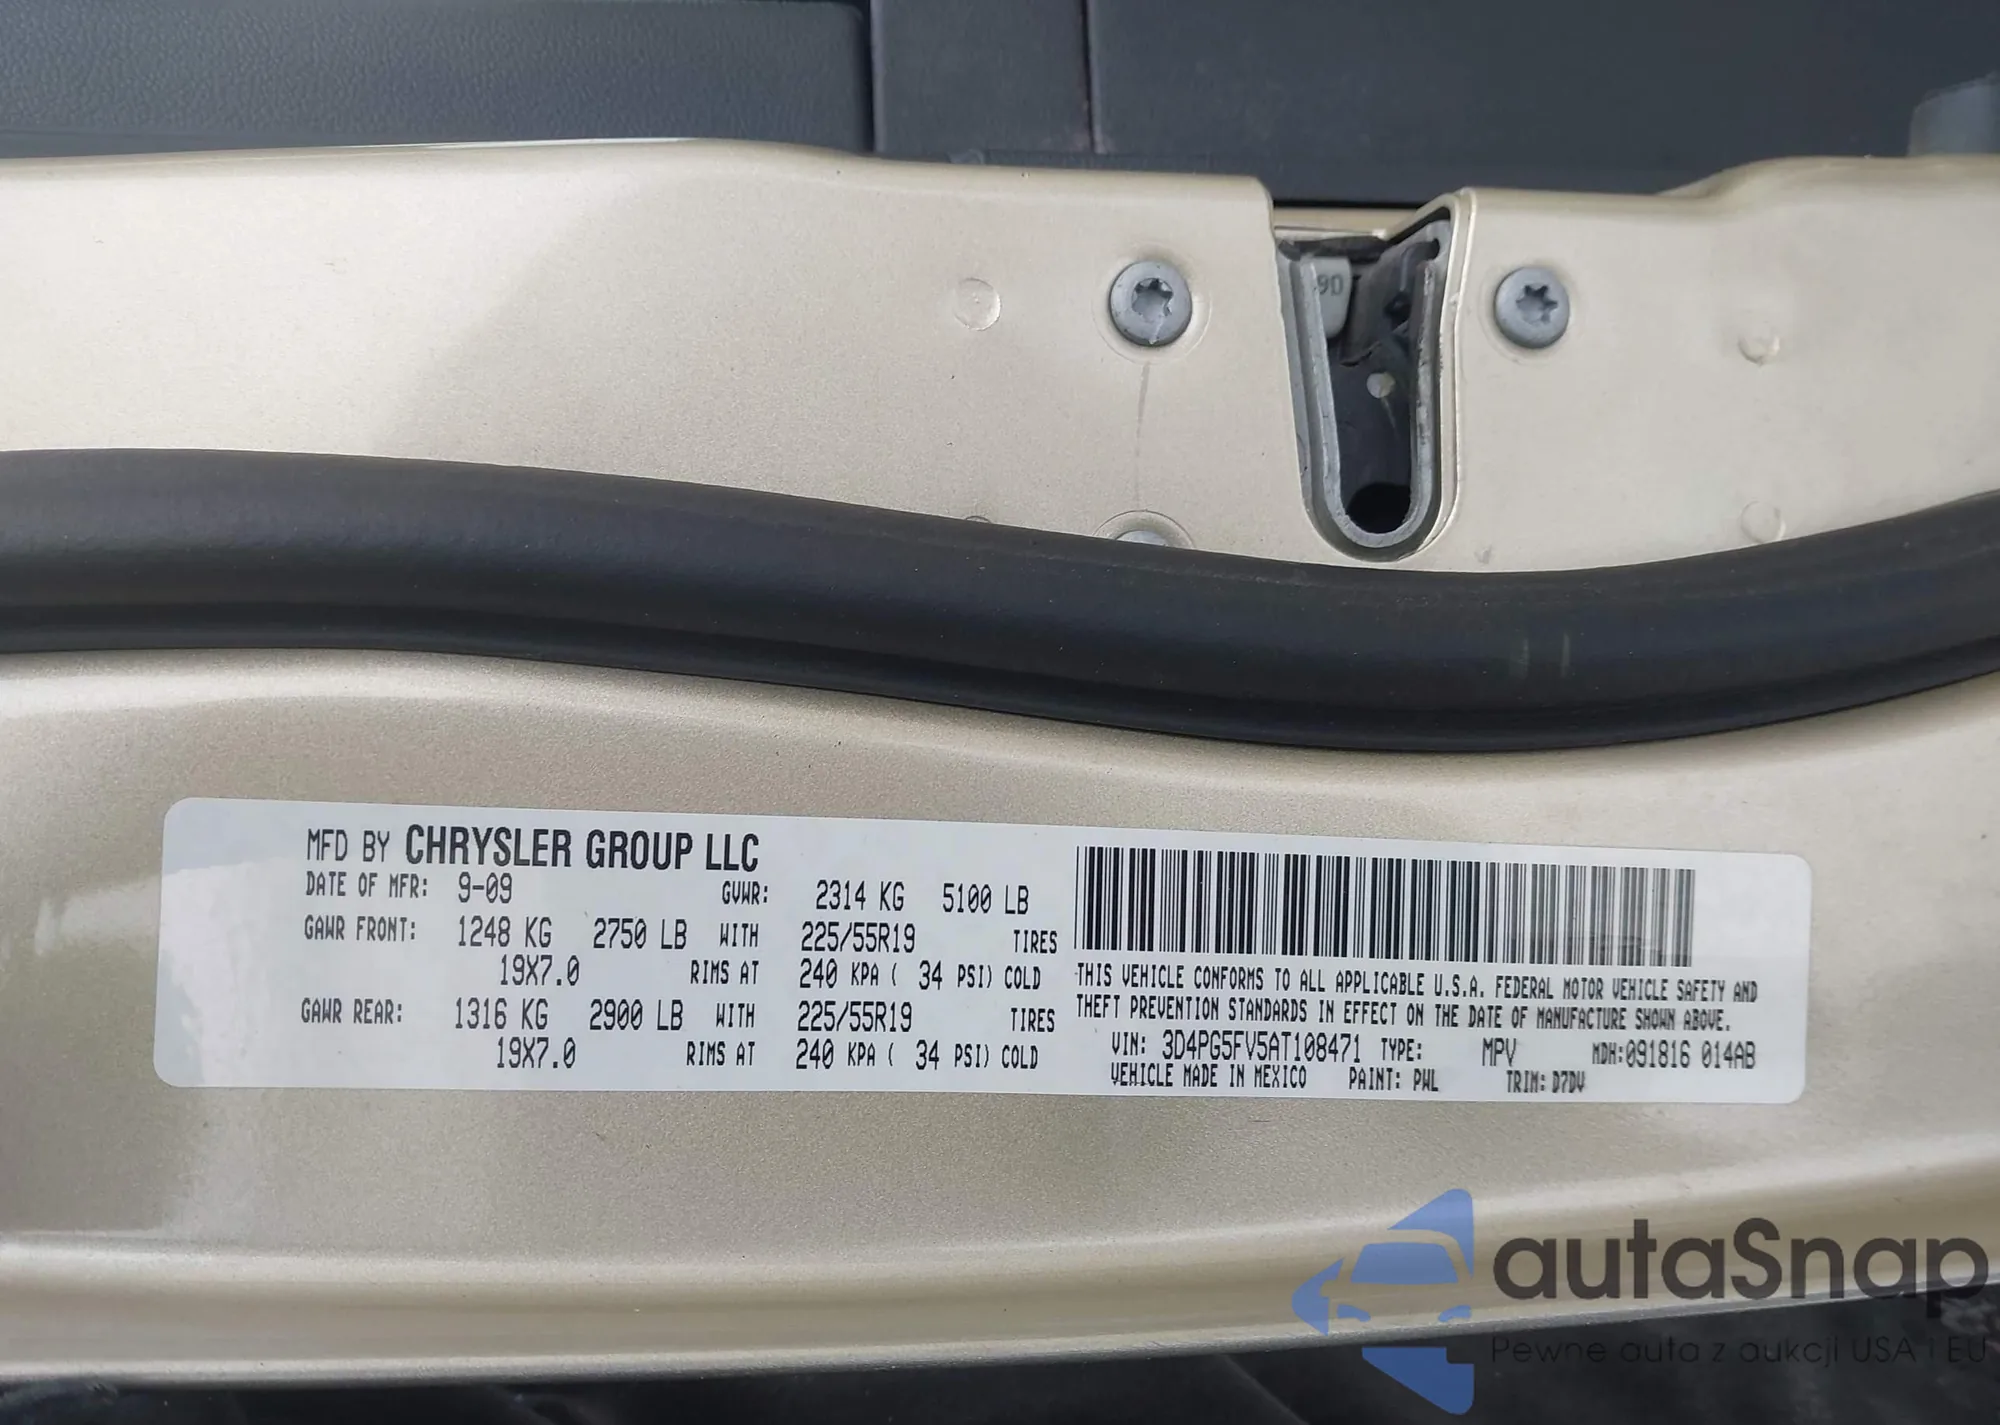 MFD BY CHRYSLER GROUP LLC
DATE OF MFR: 9-09 GVWR: 2314 KG 5100 LB
GAWR FRONT: 1248 KG 2750 LB WITH 225/55R19 TIRES
19X7.0 RIMS AT 240 KPA ( 34 PSI) COLD
GAWR REAR: 1316 KG 2900 LB WITH 225/55R19 TIRES
19X7.0 RIMS AT 240 KPA ( 34 PSI) COLD
THIS VEHICLE CONFORMS TO ALL APPLICABLE U.S.A. FEDERAL MOTOR VEHICLE SAFETY AND
THEFT PREVENTION STANDARDS IN EFFECT ON THE DATE OF MANUFACTURE SHOWN ABOVE.
VIN: 3D4PG5FV5AT108471 TYPE: MPV MDH:091816 014AB
VEHICLE MADE IN MEXICO PAINT: PWL TRIM: D7DV
autaSnap
Pewne auta z aukcji USA i EU